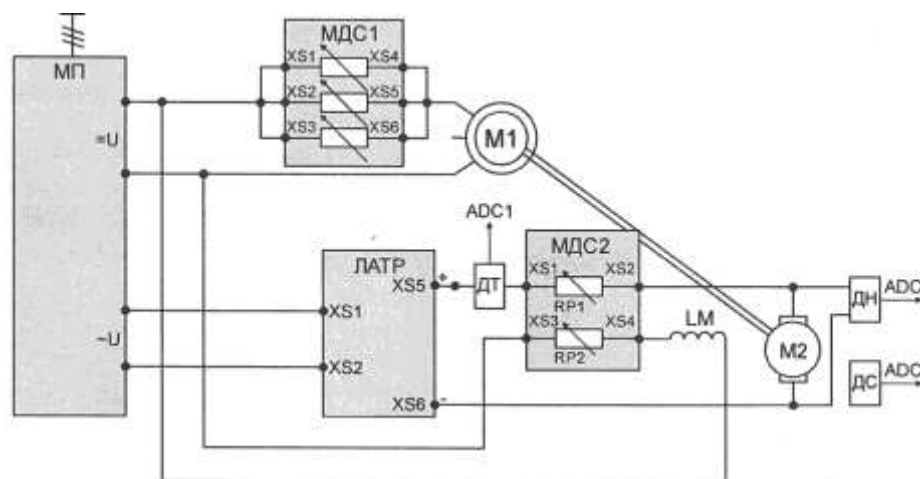 МП
=U
~U
МДС1
XS1 XS4
XS2 XS5
XS3 XS6
M1
ADC1
ЛАТР
XS5 +
XS1
XS2
XS6 -
ДТ
МДС2
XS1 XS2
RP1
XS3 XS4
RP2
LM
M2
ДН
ADC
ДС
ADC